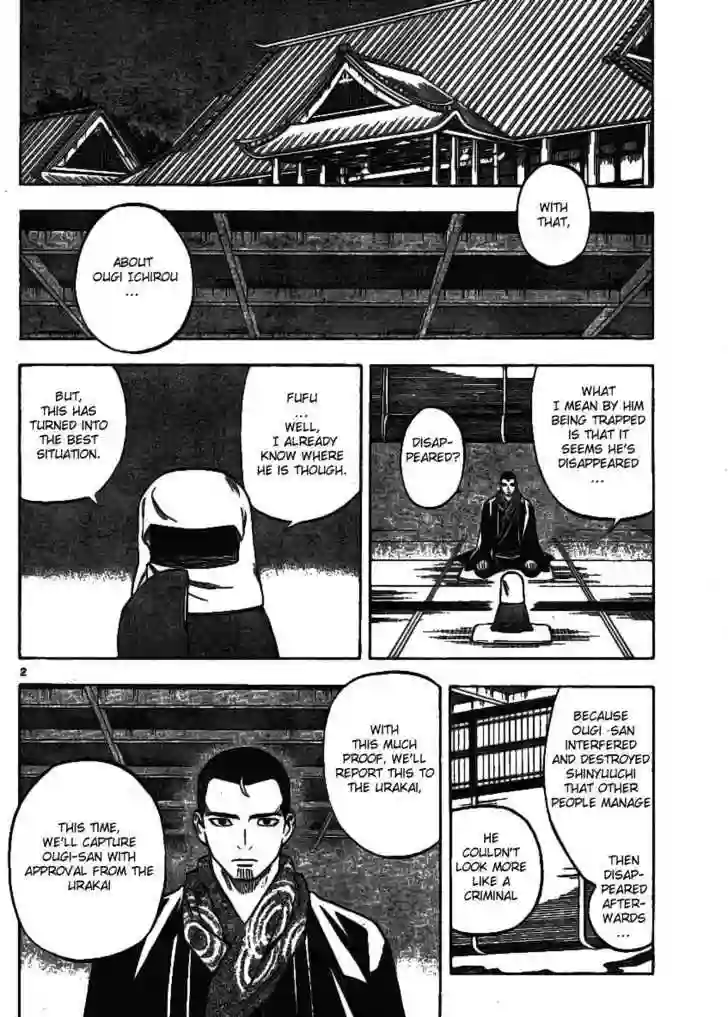 WITH
THAT,
ABOUT
OUGI ICHIROU
...
WHAT
I MEAN BY HIM
BEING TRAPPED
IS THAT IT
SEEMS HE'S
DISAPPEARED
...
DISAP-
PEARED?
FUFU
...
WELL,
I ALREADY
KNOW WHERE
HE IS THOUGH.
BUT,
THIS HAS
TURNED INTO
THE BEST
SITUATION.
2
BECAUSE
OUGI -SAN
INTERFERED
AND DESTROYED
SHINYUUCHI
THAT OTHER
PEOPLE MANAGE
THEN
DISAP-
PEARED
AFTER-
WARDS
...
HE
COULDN'T
LOOK MORE
LIKE A
CRIMINAL
WITH
THIS MUCH
PROOF, WE'LL
REPORT THIS TO
THE URAKAI,
THIS TIME,
WE'LL CAPTURE
OUGI-SAN WITH
APPROVAL FROM THE
URAKAI